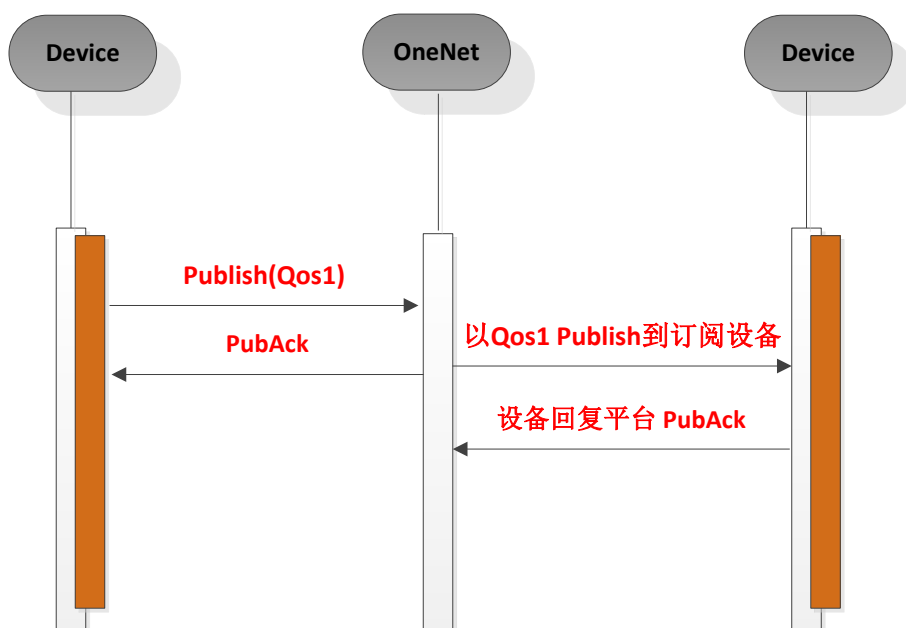 Device
OneNet
Device
Publish(Qos1)
PubAck
以Qos1 Publish到订阅设备
设备回复平台 PubAck